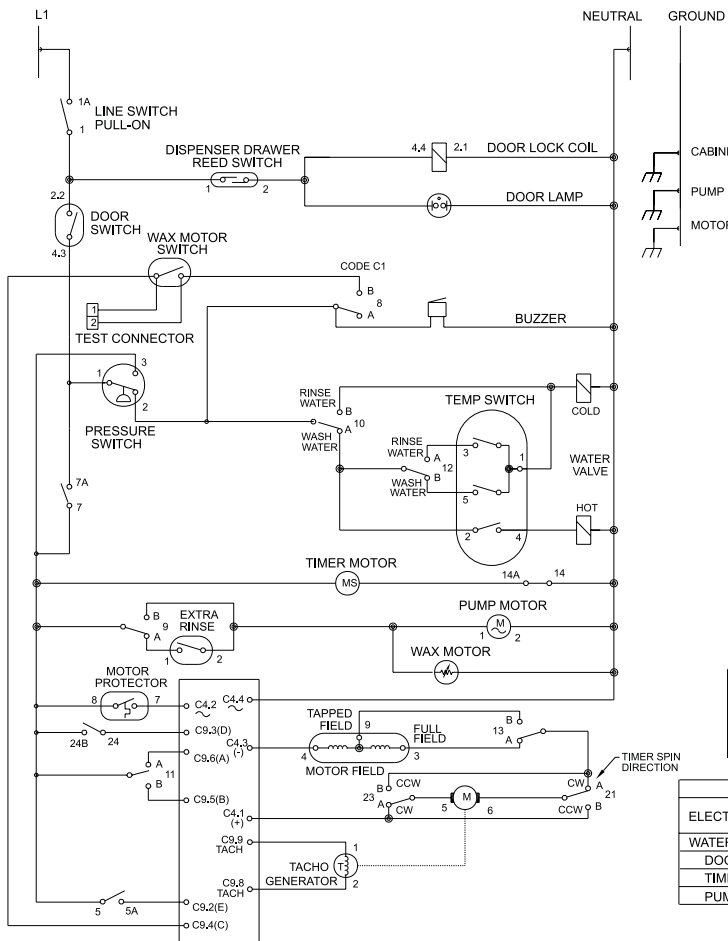 L1
NEUTRAL
GROUND
1A
LINE SWITCH
PULL-ON
1
DISPENSER DRAWER
REED SWITCH
1
2
4.4
2.1
DOOR LOCK COIL
CABINE
PUMP
MOTOR
DOOR LAMP
2.2
DOOR
SWITCH
4.3
WAX MOTOR
SWITCH
CODE C1
B
8
A
1
2
TEST CONNECTOR
BUZZER
3
1
2
PRESSURE
SWITCH
RINSE
WATER
B
A
10
WASH
WATER
TEMP SWITCH
COLD
RINSE
WATER
A
12
B
WASH
WATER
3
1
5
2
4
WATER
VALVE
HOT
7A
7
TIMER MOTOR
MS
14A
14
B
9
A
EXTRA
RINSE
1
2
PUMP MOTOR
1
M
2
WAX MOTOR
MOTOR
PROTECTOR
8
7
C4.2
C4.4
24B
24
C9.3(D)
C4.3
(-)
C9.6(A)
A
11
B
C9.5(B)
C4.1
(+)
C9.9
TACH
C9.8
TACH
5
5A
C9.2(E)
C9.4(C)
TAPPED
FIELD
9
FULL
FIELD
4
3
MOTOR FIELD
B
13
A
TIMER SPIN
DIRECTION
B
CCW
23
A
CW
5
M
6
CW
A
21
CCW
B
1
TACHO
GENERATOR
T
2
ELECT
WATER
DOO
TIME
PUM